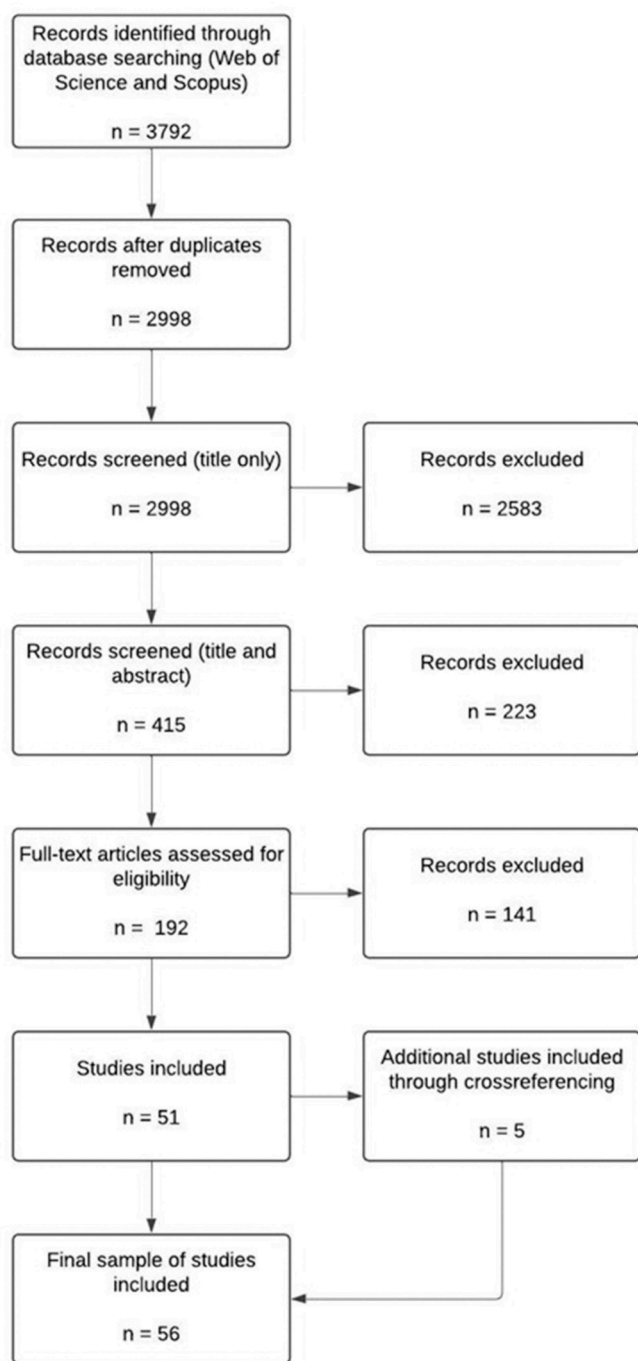 Records identified through
database searching (Web of
Science and Scopus)
n = 3792
Records after duplicates
removed
n = 2998
Records screened (title only)
n = 2998
Records excluded
n = 2583
Records screened (title and
abstract)
n = 415
Records excluded
n = 223
Full-text articles assessed for
eligibility
n = 192
Records excluded
n = 141
Studies included
n = 51
Additional studies included
through crossreferencing
n = 5
Final sample of studies
included
n = 56